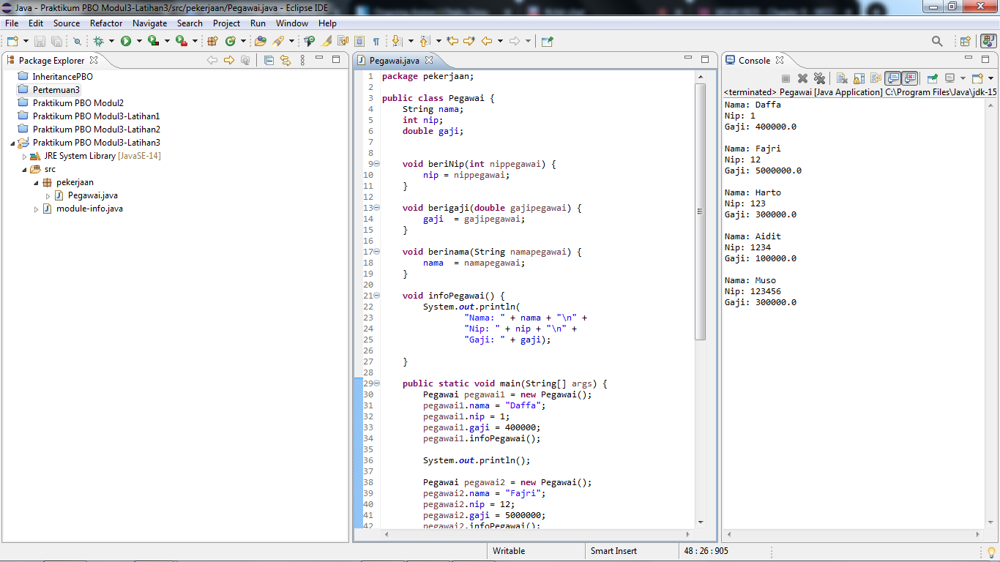 Java - Praktikum PBO Modul3-Latihan3/src/pekerjaan/Pegawai.java - Eclipse IDE
File Edit Source Refactor Navigate Search Project Run Window Help
Package Explorer
InheritancePBO
Pertemuan3
Praktikum PBO Modul2
Praktikum PBO Modul3-Latihan1
Praktikum PBO Modul3-Latihan2
Praktikum PBO Modul3-Latihan3
JRE System Library [JavaSE-14]
src
pekerjaan
Pegawai.java
module-info.java
Pegawai.java
1 package pekerjaan;
2
3 public class Pegawai {
4 String nama;
5 int nip;
6 double gaji;
7
8
9 void beriNip(int nippegawai) {
10 nip = nippegawai;
11 }
12
13 void berigaji(double gajipegawai) {
14 gaji  = gajipegawai;
15 }
16
17 void berinama(String namapegawai) {
18 nama  = namapegawai;
19 }
20
21 void infoPegawai() {
22 System.out.println(
23 "Nama: " + nama + "\n" +
24 "Nip: " + nip + "\n" +
25 "Gaji: " + gaji);
26
27 }
28
29 public static void main(String[] args) {
30 Pegawai pegawai1 = new Pegawai();
31 pegawai1.nama = "Daffa";
32 pegawai1.nip = 1;
33 pegawai1.gaji = 400000;
34 pegawai1.infoPegawai();
35
36 System.out.println();
37
38 Pegawai pegawai2 = new Pegawai();
39 pegawai2.nama = "Fajri";
40 pegawai2.nip = 12;
41 pegawai2.gaji = 5000000;
42 pegawai2.infoPegawai();
Console
<terminated> Pegawai [Java Application] C:\Program Files\Java\jdk-15
Nama: Daffa
Nip: 1
Gaji: 400000.0
Nama: Fajri
Nip: 12
Gaji: 5000000.0
Nama: Harto
Nip: 123
Gaji: 300000.0
Nama: Aidit
Nip: 1234
Gaji: 100000.0
Nama: Muso
Nip: 123456
Gaji: 300000.0
Writable
Smart Insert
48 : 26 : 905